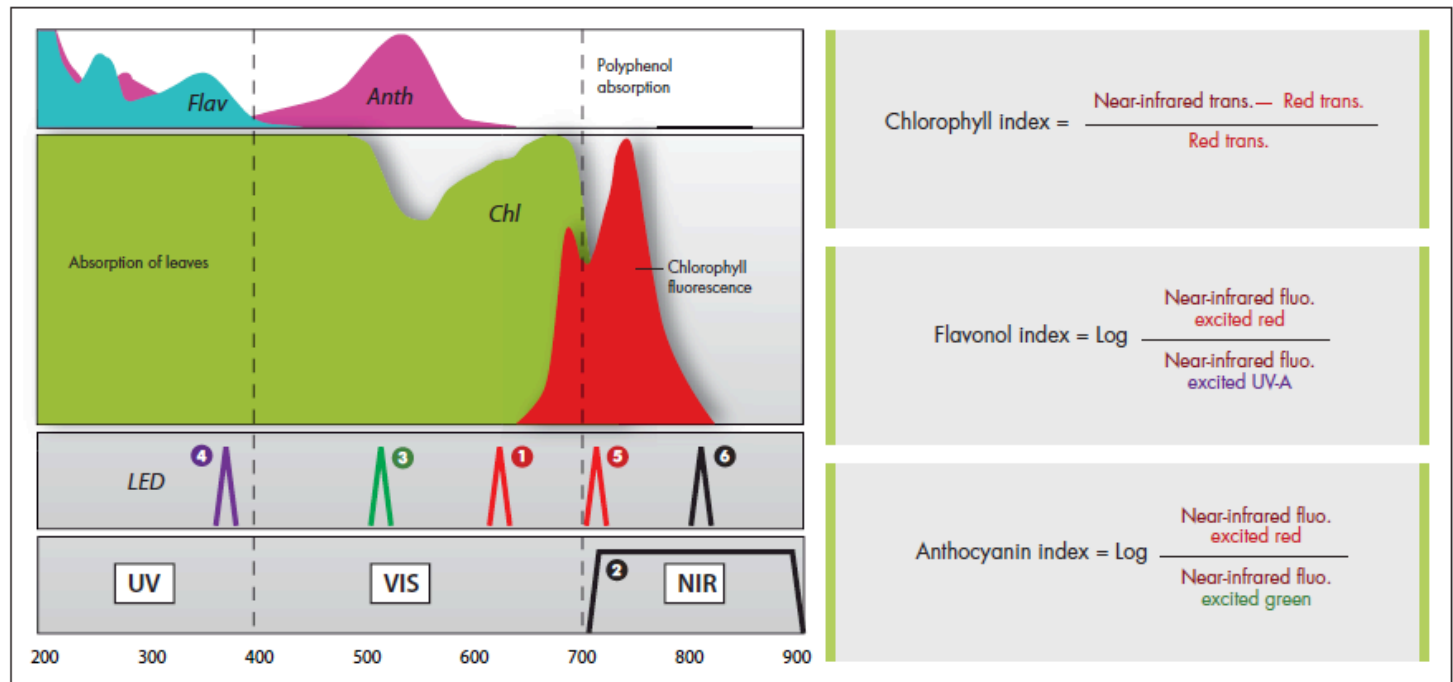 Flav
Anth
Polyphenol
absorption
Absorption of leaves
Chl
Chlorophyll
fluorescence
LED
4
3
1
5
6
UV
VIS
2
NIR
200 300 400 500 600 700 800 900
Chlorophyll index =
Near-infrared trans.— Red trans.
Red trans.
Flavonol index = Log
Near-infrared fluo.
excited red
Near-infrared fluo.
excited UV-A
Anthocyanin index = Log
Near-infrared fluo.
excited red
Near-infrared fluo.
excited green